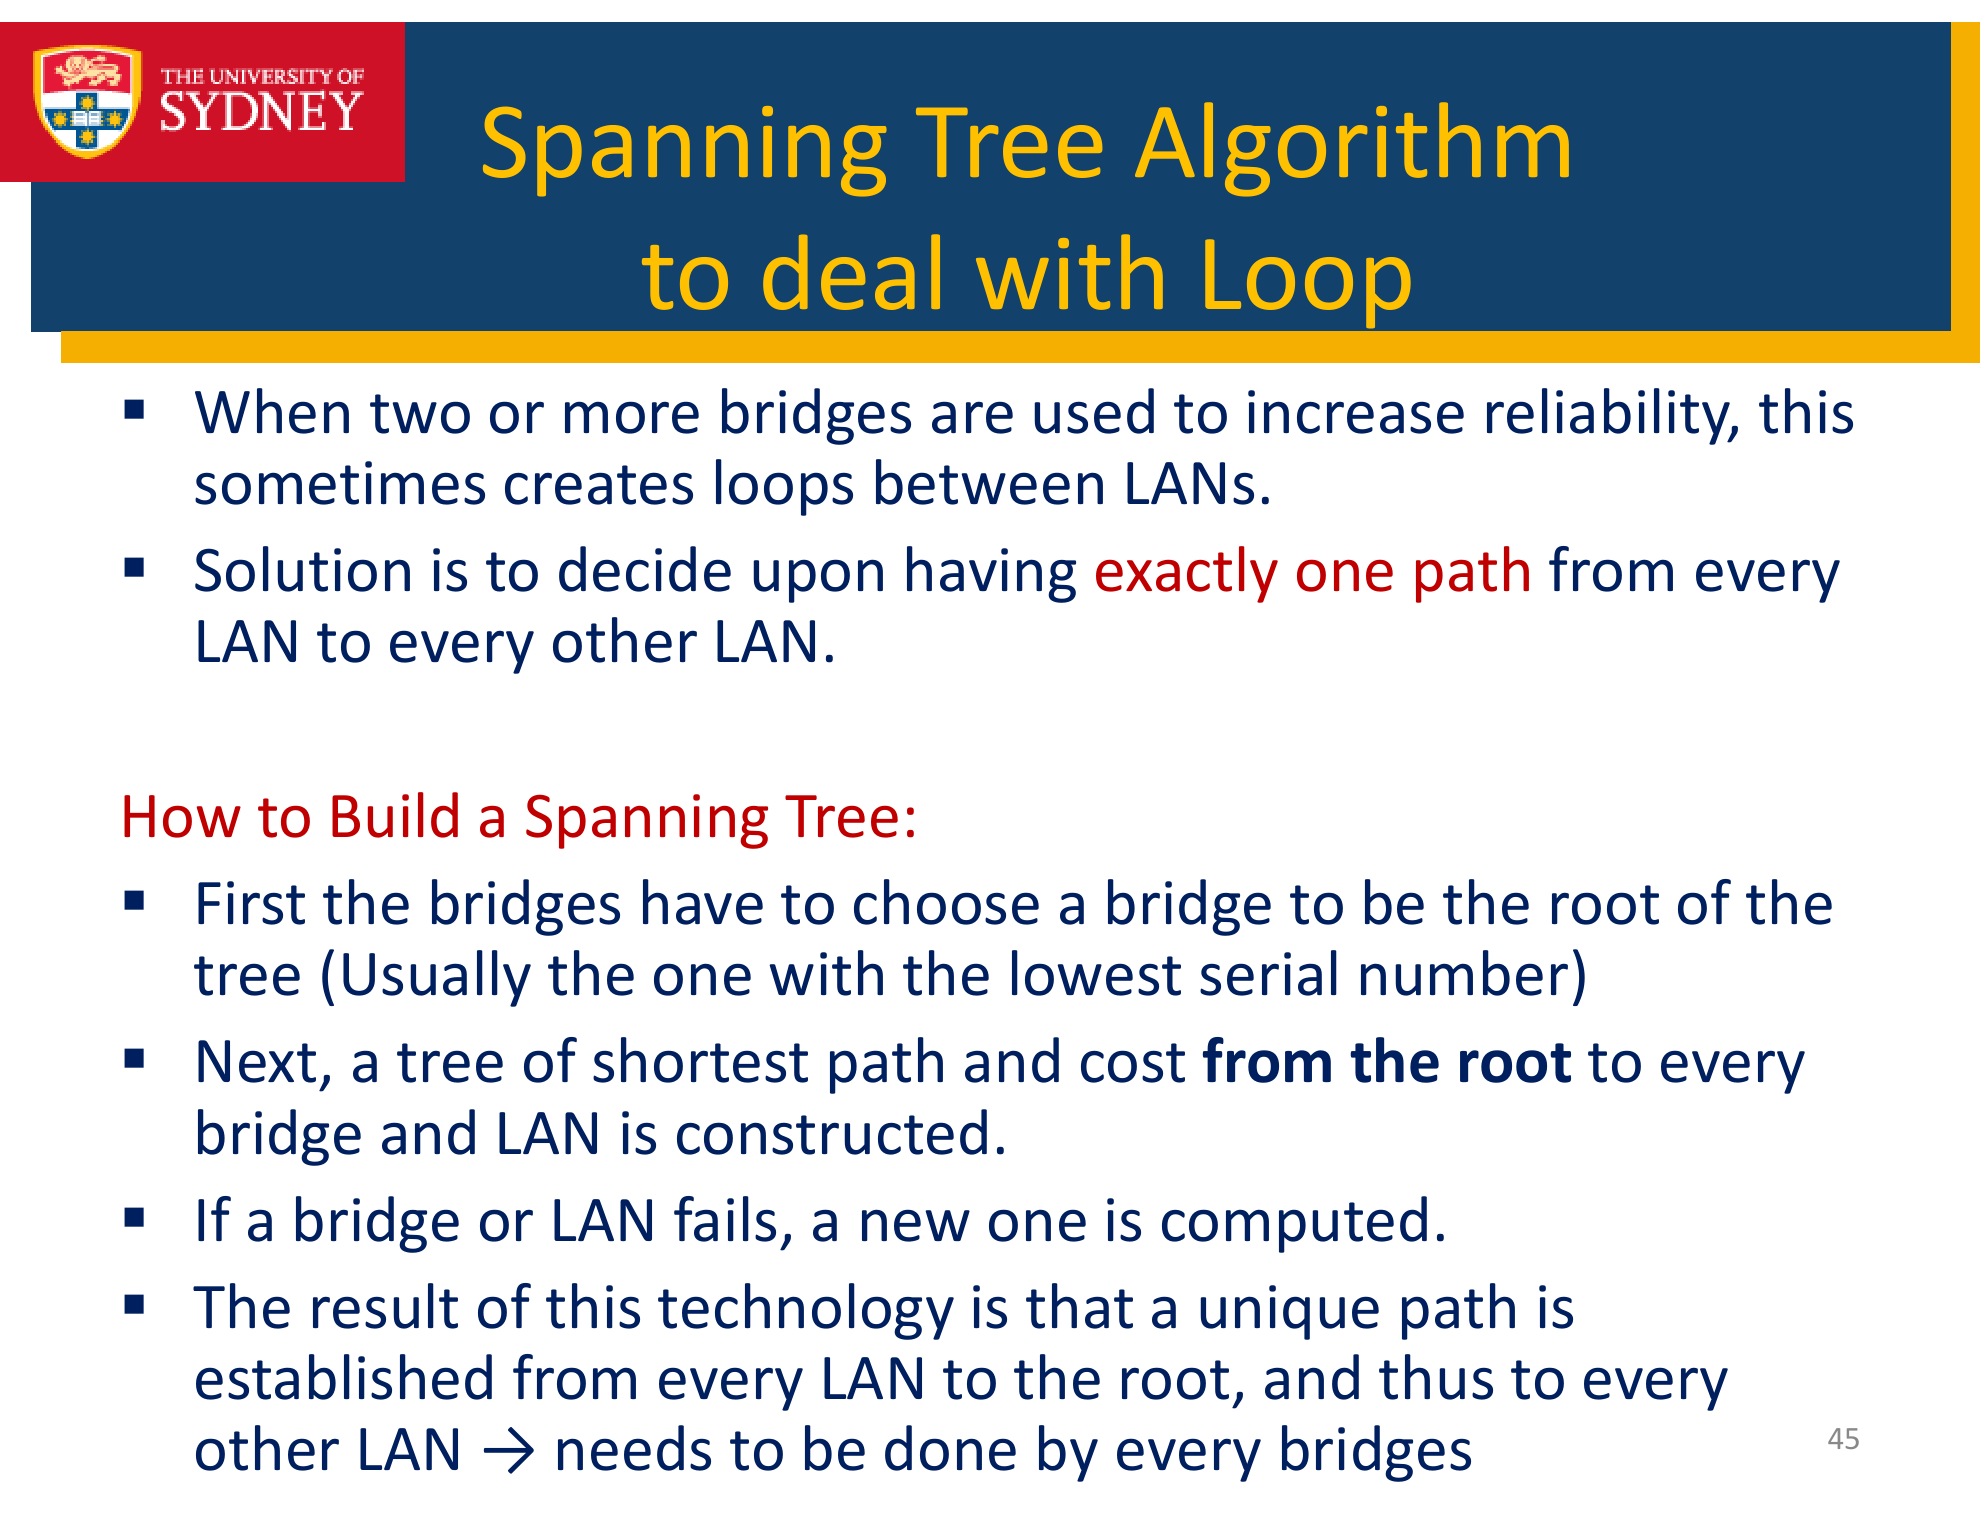 THE UNIVERSITY OF
SYDNEY
Spanning Tree Algorithm
to deal with Loop
▪ When two or more bridges are used to increase reliability, this
sometimes creates loops between LANs.
▪ Solution is to decide upon having exactly one path from every
LAN to every other LAN.
How to Build a Spanning Tree:
▪ First the bridges have to choose a bridge to be the root of the
tree (Usually the one with the lowest serial number)
▪ Next, a tree of shortest path and cost from the root to every
bridge and LAN is constructed.
▪ If a bridge or LAN fails, a new one is computed.
▪ The result of this technology is that a unique path is
established from every LAN to the root, and thus to every
other LAN → needs to be done by every bridges
45